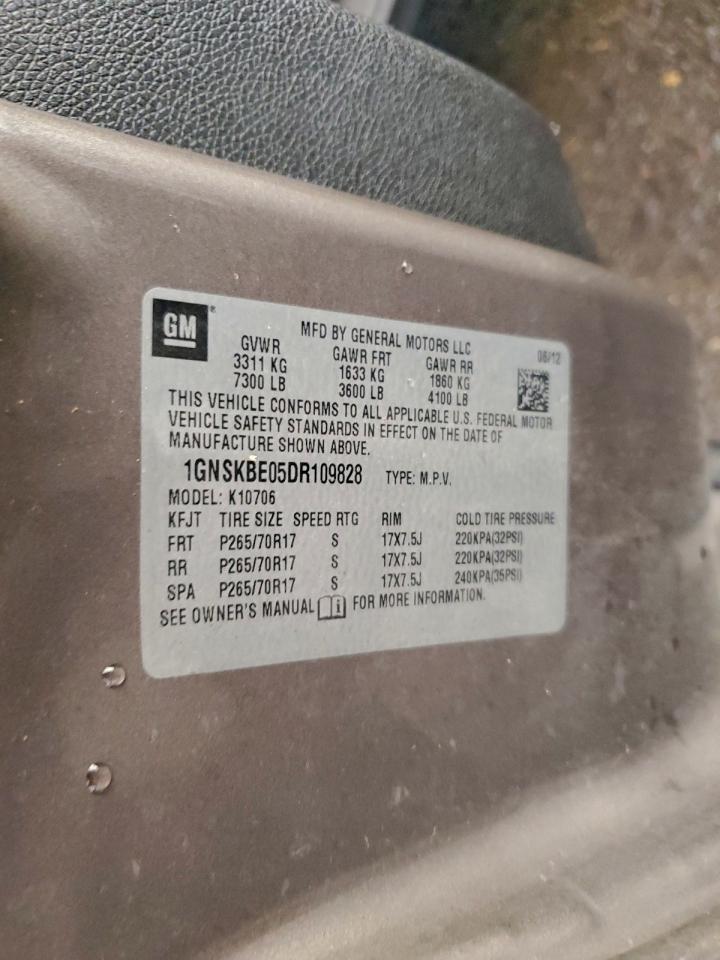 GM®
MFD BY GENERAL MOTORS LLC 06/12
GVWR GAWR FRT GAWR RR
3311 KG 1633 KG 1860 KG
7300 LB 3600 LB 4100 LB
THIS VEHICLE CONFORMS TO ALL APPLICABLE U.S. FEDERAL MOTOR
VEHICLE SAFETY STANDARDS IN EFFECT ON THE DATE OF
MANUFACTURE SHOWN ABOVE.
1GNSKBE05DR109828 TYPE: M.P.V.
MODEL: K10706
KFJT TIRE SIZE SPEED RTG RIM COLD TIRE PRESSURE
FRT P265/70R17 S 17X7.5J 220KPA(32PSI)
RR P265/70R17 S 17X7.5J 220KPA(32PSI)
SPA P265/70R17 S 17X7.5J 240KPA(35PSI)
SEE OWNER'S MANUAL i FOR MORE INFORMATION.